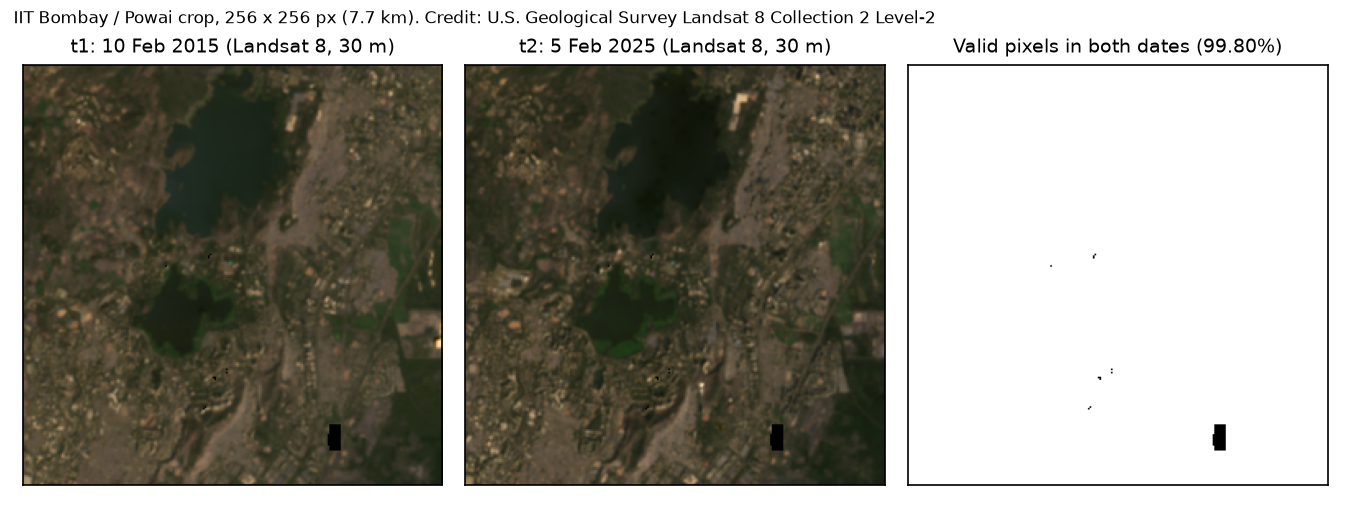 IIT Bombay / Powai crop, 256 x 256 px (7.7 km). Credit: U.S. Geological Survey Landsat 8 Collection 2 Level-2
t1: 10 Feb 2015 (Landsat 8, 30 m)
t2: 5 Feb 2025 (Landsat 8, 30 m)
Valid pixels in both dates (99.80%)